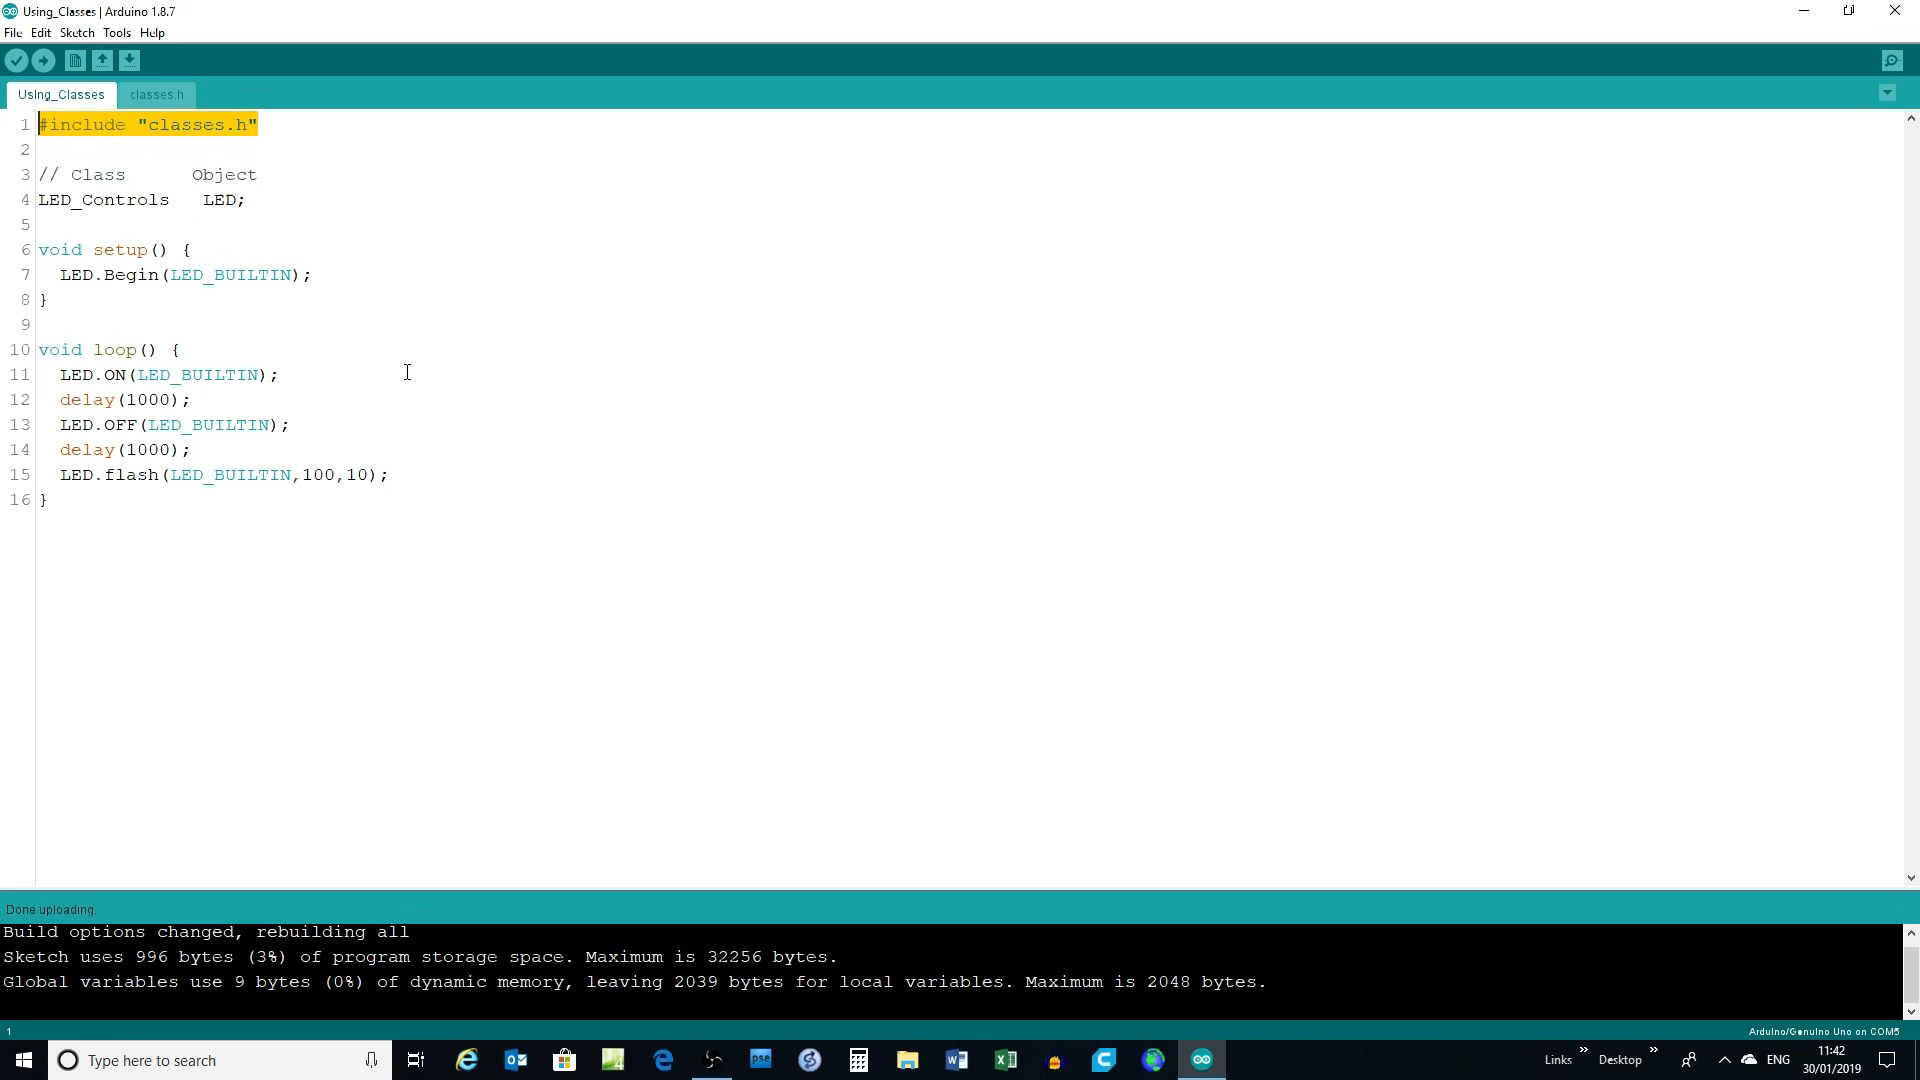 Using_Classes | Arduino 1.8.7
File Edit Sketch Tools Help
Using_Classes classes.h
1 #include "classes.h"
2
3 // Class Object
4 LED_Controls LED;
5
6 void setup() {
7 LED.Begin(LED_BUILTIN);
8 }
9
10 void loop() {
11 LED.ON(LED_BUILTIN);
12 delay(1000);
13 LED.OFF(LED_BUILTIN);
14 delay(1000);
15 LED.flash(LED_BUILTIN,100,10);
16 }
Done uploading.
Build options changed, rebuilding all
Sketch uses 996 bytes (3%) of program storage space. Maximum is 32256 bytes.
Global variables use 9 bytes (0%) of dynamic memory, leaving 2039 bytes for local variables. Maximum is 2048 bytes.
1 Arduino/Genuino Uno on COM5
Type here to search pse Links » Desktop » ENG 11:42
30/01/2019